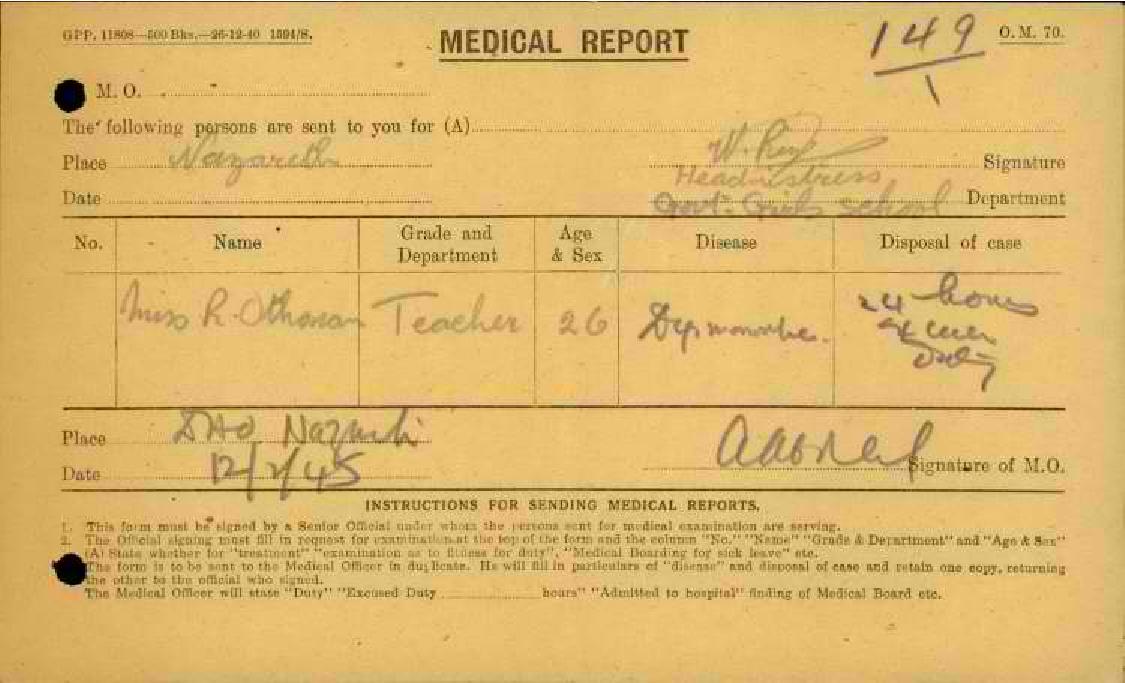 GPP. 11808—500 Bks.—26-12-40 1594/S.
MEDICAL REPORT
149
1
O. M. 70.
M. O.
The following persons are sent to you for (A)
Place Nazareth
W. Signature
Headmistress
Date
Govt. Girls School Department
No. Name Grade and Department Age & Sex Disease Disposal of case
Miss R. Teacher 26 Dysmenorrhea. 24 hours
Duty
Place DHO Nazareth
Date 12/2/45
Signature of M.O.
INSTRUCTIONS FOR SENDING MEDICAL REPORTS.
1. This form must be signed by a Senior Official under whom the persons sent for medical examination are serving.
2. The Official signing must fill in request for examination at the top of the form and the column "No." "Name" "Grade & Department" and "Age & Sex"
(A) State whether for "treatment" "examination as to fitness for duty", "Medical Boarding for sick leave" etc.
The form is to be sent to the Medical Officer in duplicate. He will fill in particulars of "disease" and disposal of case and retain one copy, returning
the other to the official who signed.
The Medical Officer will state "Duty" "Excused Duty hours" "Admitted to hospital" finding of Medical Board etc.